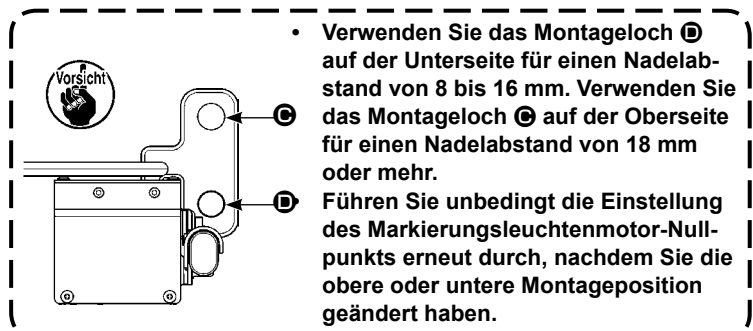 Vorsicht
C
D
• Verwenden Sie das Montageloch D
auf der Unterseite für einen Nadelab-
stand von 8 bis 16 mm. Verwenden Sie
das Montageloch C auf der Oberseite
für einen Nadelabstand von 18 mm
oder mehr.
• Führen Sie unbedingt die Einstellung
des Markierungsleuchtenmotor-Null-
punkts erneut durch, nachdem Sie die
obere oder untere Montageposition
geändert haben.